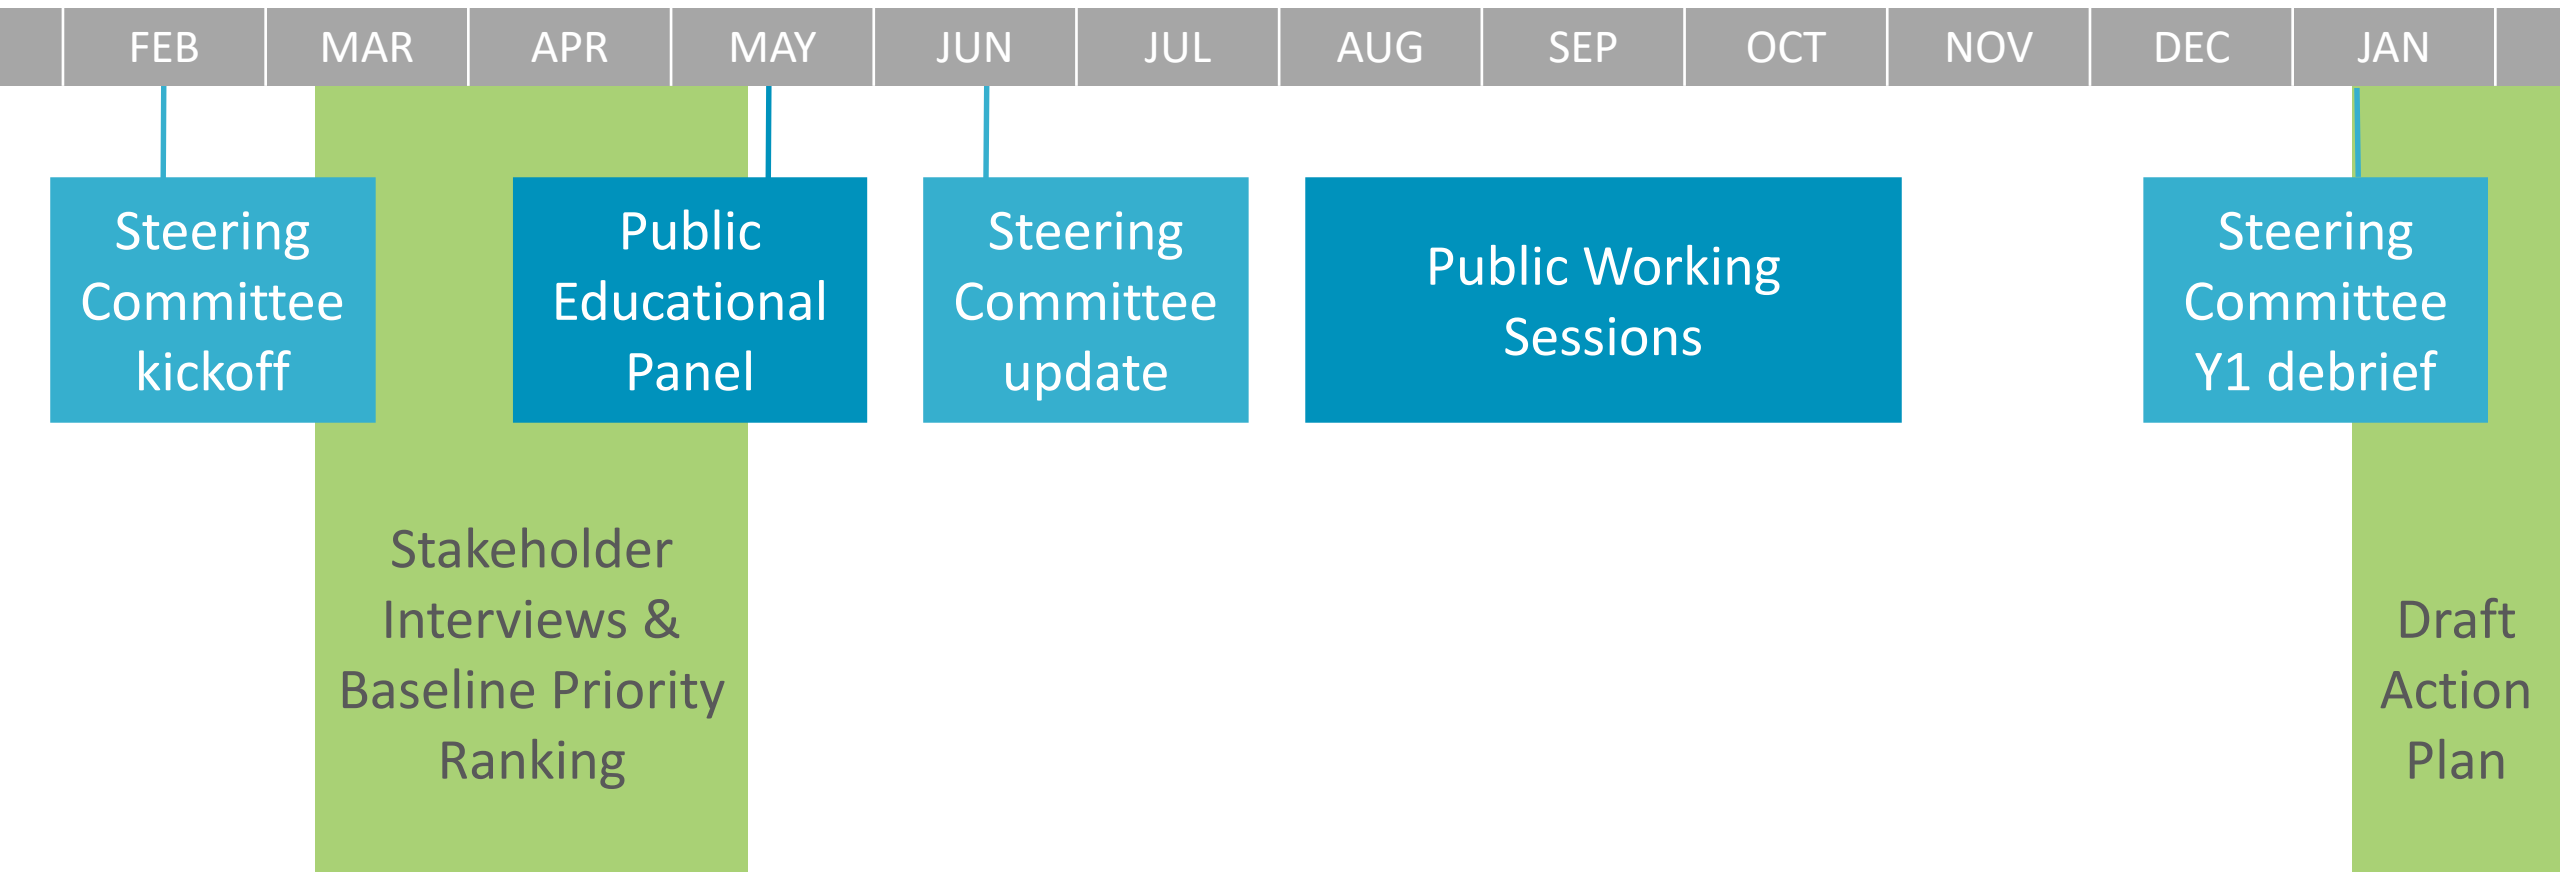 FEB MAR APR MAY JUN JUL AUG SEP OCT NOV DEC JAN
Steering
Committee
kickoff
Public
Educational
Panel
Steering
Committee
update
Public Working
Sessions
Steering
Committee
Y1 debrief
Stakeholder
Interviews &
Baseline Priority
Ranking
Draft
Action
Plan